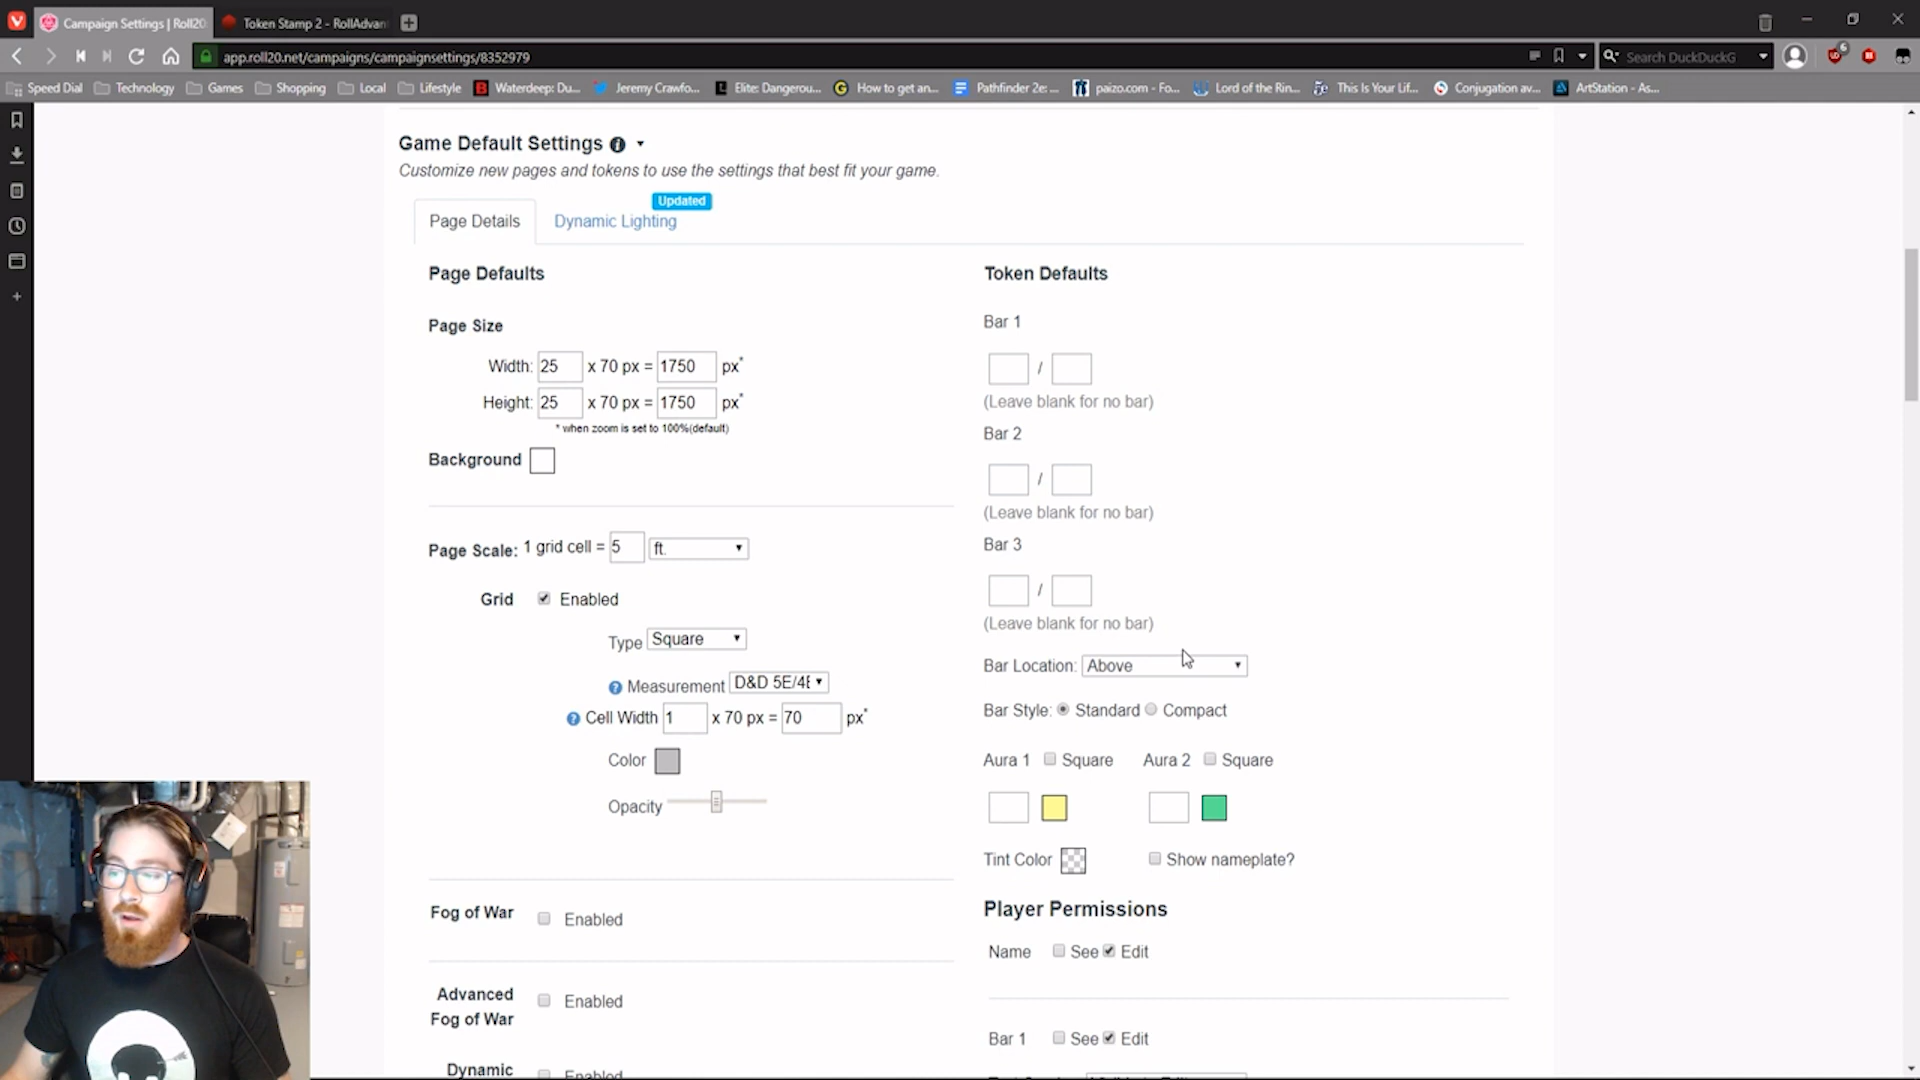 Campaign Settings | Roll20
Token Stamp 2 - RollAdvan
app.roll20.net/campaigns/campaignsettings/8352979
Search DuckDuckG
6
Speed Dial
Technology
Games
Shopping
Local
Lifestyle
Waterdeep: Du...
Jeremy Crawfo...
Elite: Dangerou...
How to get an...
Pathfinder 2e: ...
paizo.com - Fo...
Lord of the Rin...
This Is Your Lif...
Conjugation av...
ArtStation - As...
Game Default Settings
Customize new pages and tokens to use the settings that best fit your game.
Updated
Page Details
Dynamic Lighting
Page Defaults
Page Size
Width: 25 x 70 px = 1750 px*
Height: 25 x 70 px = 1750 px*
* when zoom is set to 100%(default)
Background
Page Scale: 1 grid cell = 5 ft.
Grid Enabled
Type Square
? Measurement D&D 5E/4E
? Cell Width 1 x 70 px = 70 px*
Color
Opacity
Fog of War Enabled
Advanced
Fog of War
Enabled
Dynamic Enabled
Token Defaults
Bar 1
/
(Leave blank for no bar)
Bar 2
/
(Leave blank for no bar)
Bar 3
/
(Leave blank for no bar)
Bar Location: Above
Bar Style: Standard Compact
Aura 1 Square Aura 2 Square
Tint Color Show nameplate?
Player Permissions
Name See Edit
Bar 1 See Edit